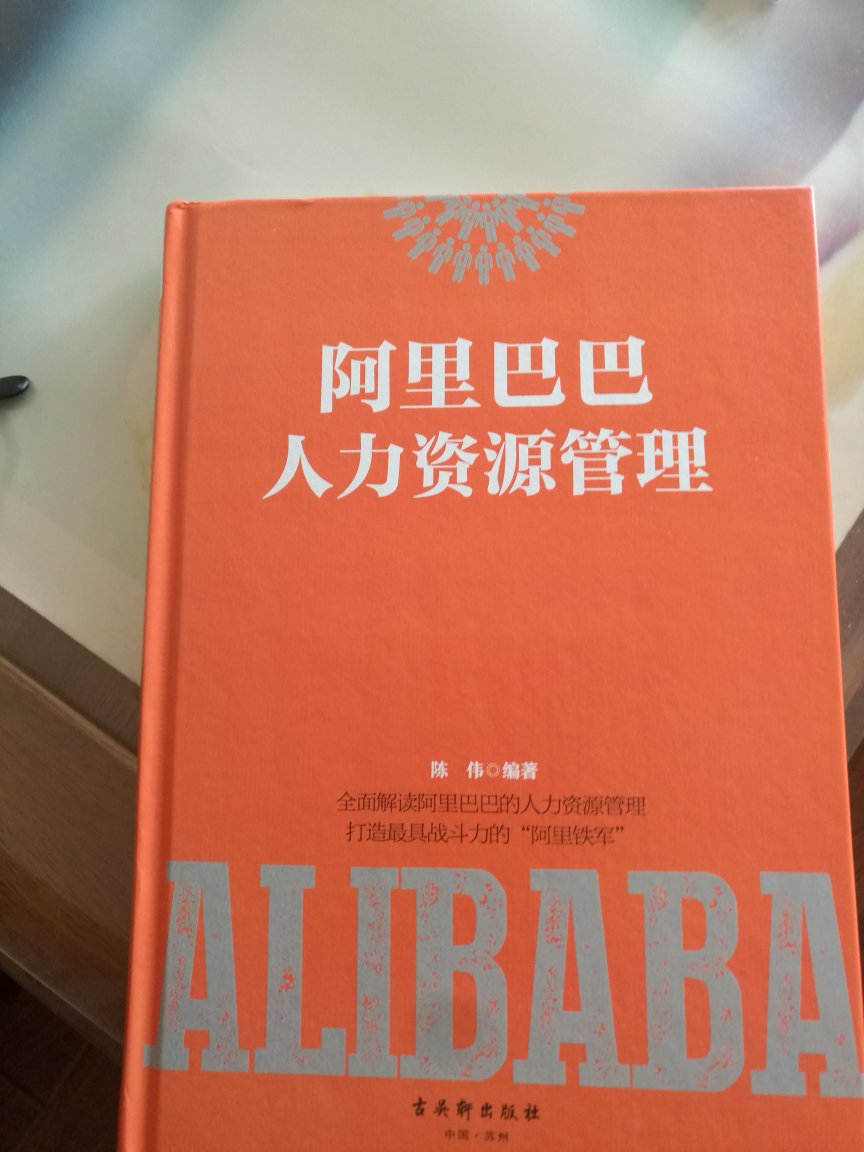 阿里巴巴
人力资源管理
陈 伟◎编著
全面解读阿里巴巴的人力资源管理
打造最具战斗力的“阿里铁军”
ALIBABA
古吴轩出版社
中国·苏州